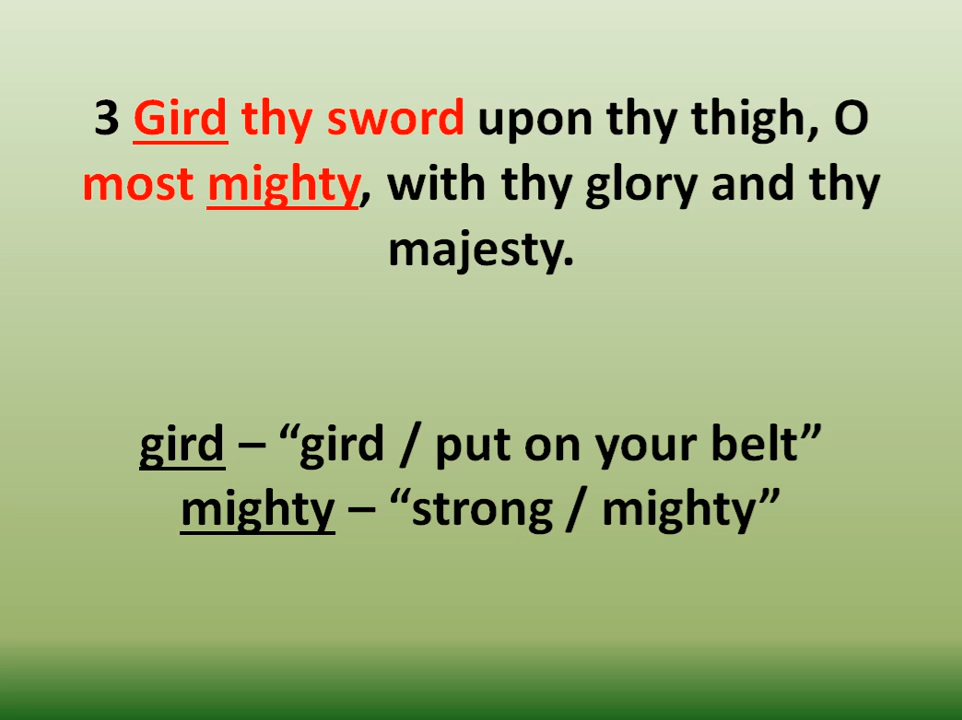 3 Gird thy sword upon thy thigh, O
most mighty, with thy glory and thy
majesty.
gird – “gird / put on your belt”
mighty – “strong / mighty”